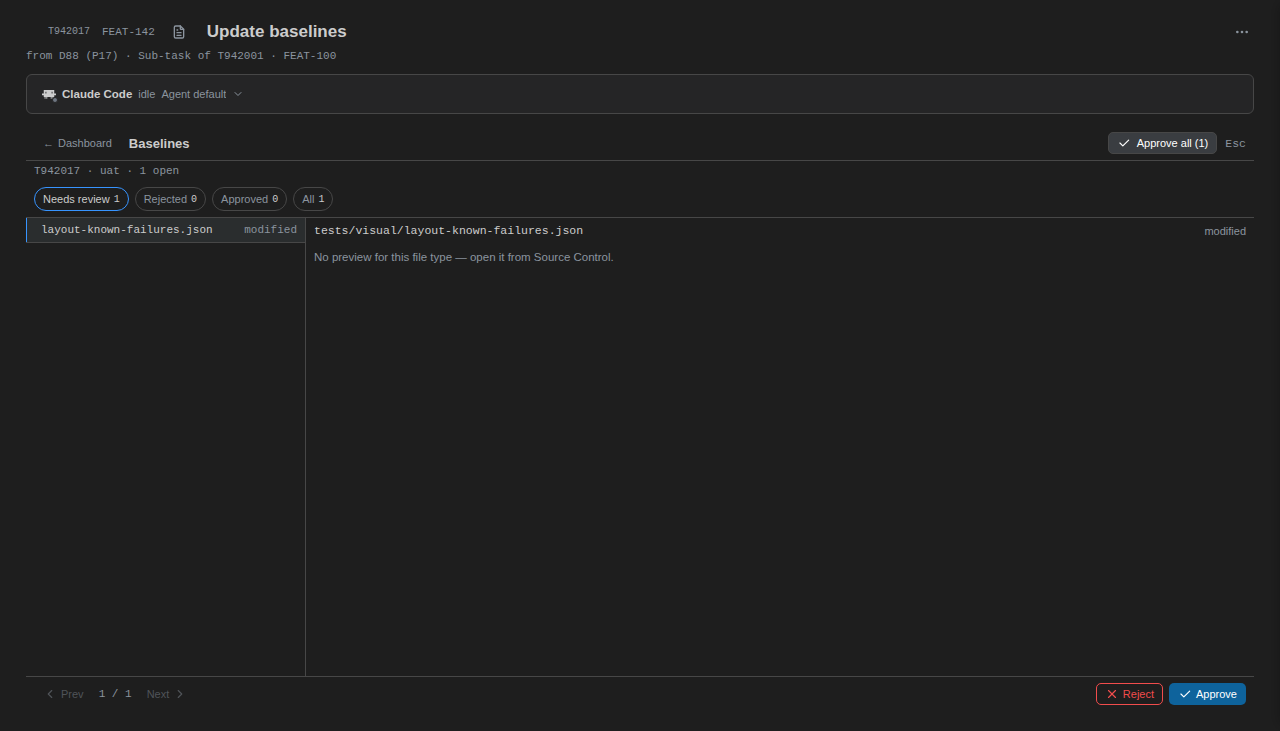 T942017 FEAT-142 Update baselines
from D88 (P17) · Sub-task of T942001 · FEAT-100
Claude Code idle Agent default
← Dashboard Baselines Approve all (1) Esc
T942017 · uat · 1 open
Needs review 1 Rejected 0 Approved 0 All 1
layout-known-failures.json modified
tests/visual/layout-known-failures.json modified
No preview for this file type — open it from Source Control.
Prev 1 / 1 Next Reject Approve